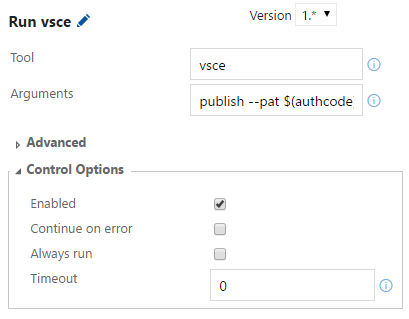 Run vsce Version 1.*
Tool vsce
Arguments publish --pat $(authcode
Advanced
Control Options
Enabled
Continue on error
Always run
Timeout 0